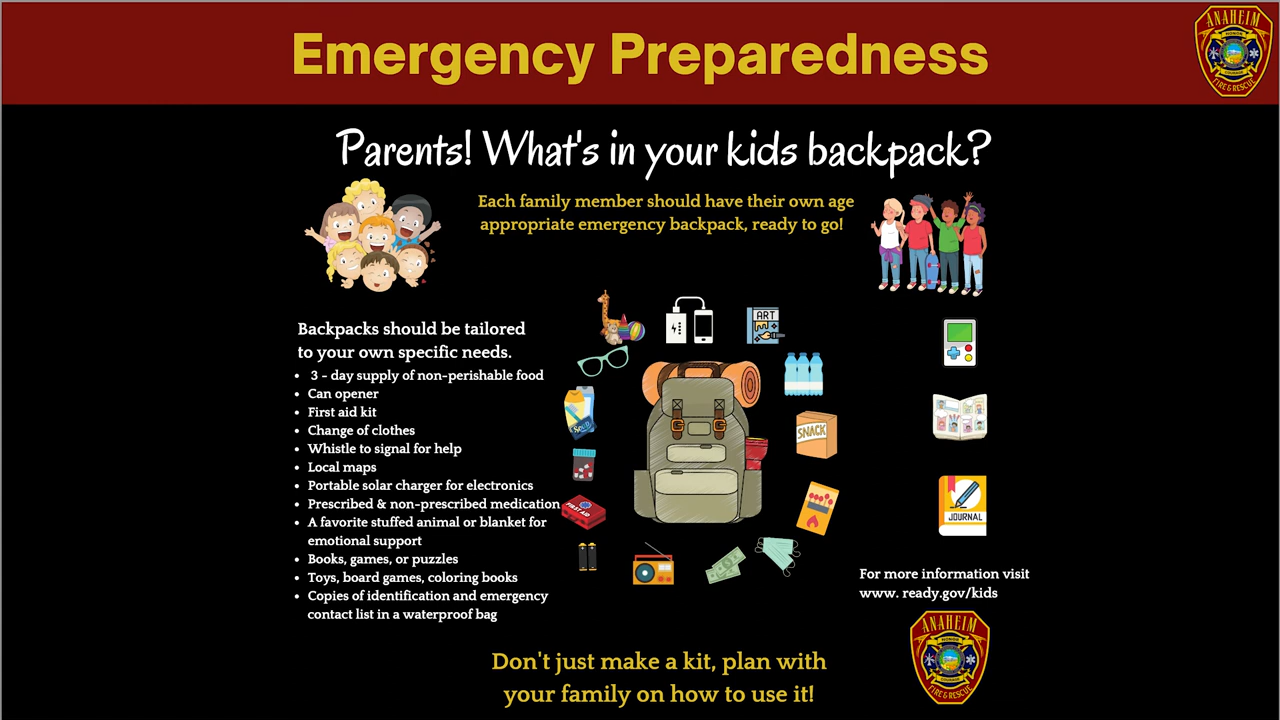 Emergency Preparedness
ANAHEIM
HONOR
FIRE & RESCUE
Parents! What's in your kids backpack?
Each family member should have their own age
appropriate emergency backpack, ready to go!
Backpacks should be tailored
to your own specific needs.
• 3 - day supply of non-perishable food
• Can opener
• First aid kit
• Change of clothes
• Whistle to signal for help
• Local maps
• Portable solar charger for electronics
• Prescribed & non-prescribed medication
• A favorite stuffed animal or blanket for
emotional support
• Books, games, or puzzles
• Toys, board games, coloring books
• Copies of identification and emergency
contact list in a waterproof bag
ART
SNACK
FIRST AID
JOURNAL
For more information visit
www. ready.gov/kids
ANAHEIM
HONOR
FIRE & RESCUE
Don't just make a kit, plan with
your family on how to use it!